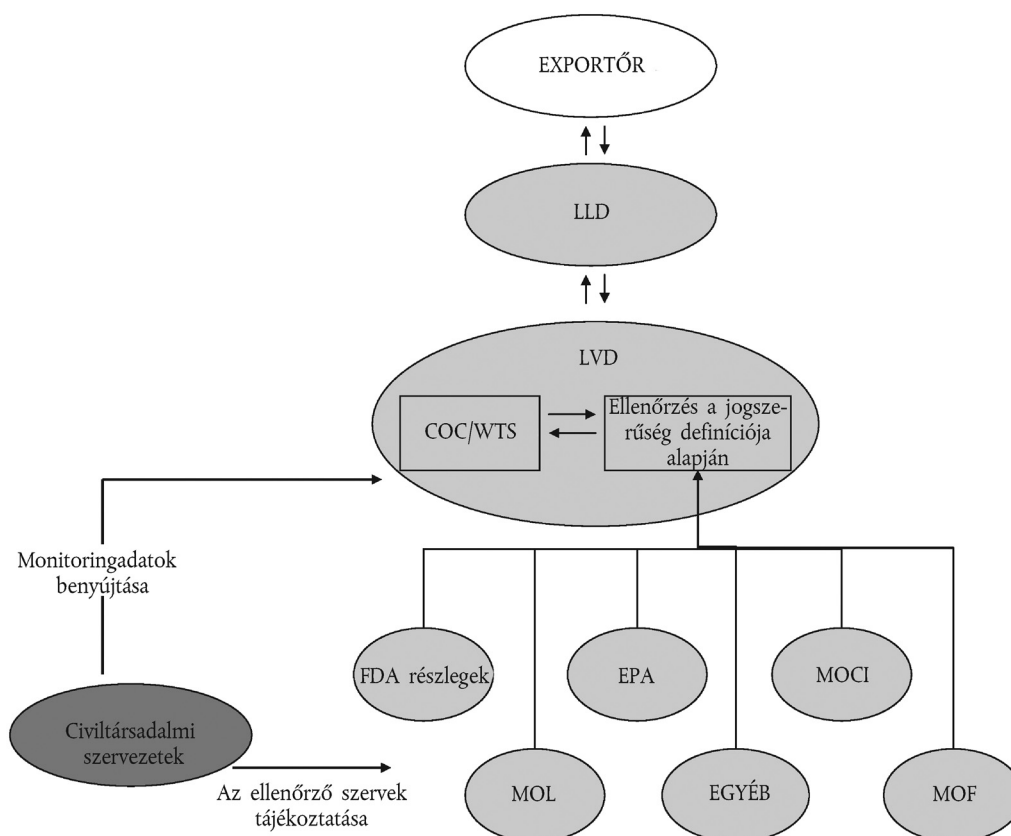 EXPORTŐR
LLD
LVD
COC/WTS
Ellenőrzés a jogsze-
rűség definíciója
alapján
Monitoringadatok
benyújtása
FDA részlegek
EPA
MOCI
Civiltársadalmi
szervezetek
MOL
EGYÉB
MOF
Az ellenőrző szervek
tájékoztatása